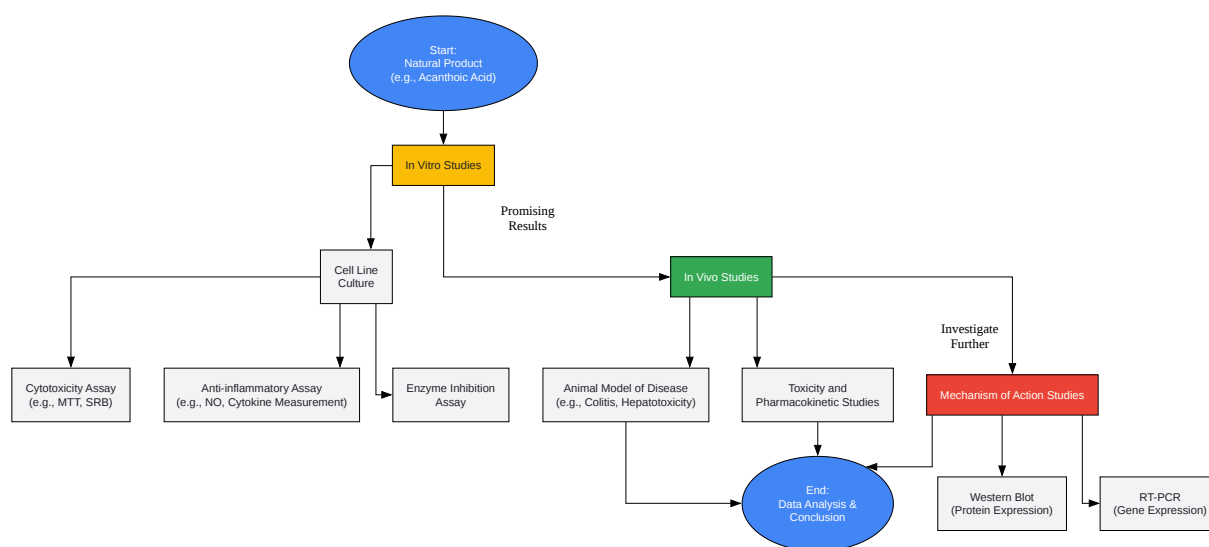 Start:
Natural Product
(e.g., Acanthoic Acid)
In Vitro Studies
Promising
Results
Cell Line
Culture
In Vivo Studies
Investigate
Further
Cytotoxicity Assay
(e.g., MTT, SRB)
Anti-inflammatory Assay
(e.g., NO, Cytokine Measurement)
Enzyme Inhibition
Assay
Animal Model of Disease
(e.g., Colitis, Hepatotoxicity)
Toxicity and
Pharmacokinetic Studies
Mechanism of Action Studies
End:
Data Analysis &
Conclusion
Western Blot
(Protein Expression)
RT-PCR
(Gene Expression)